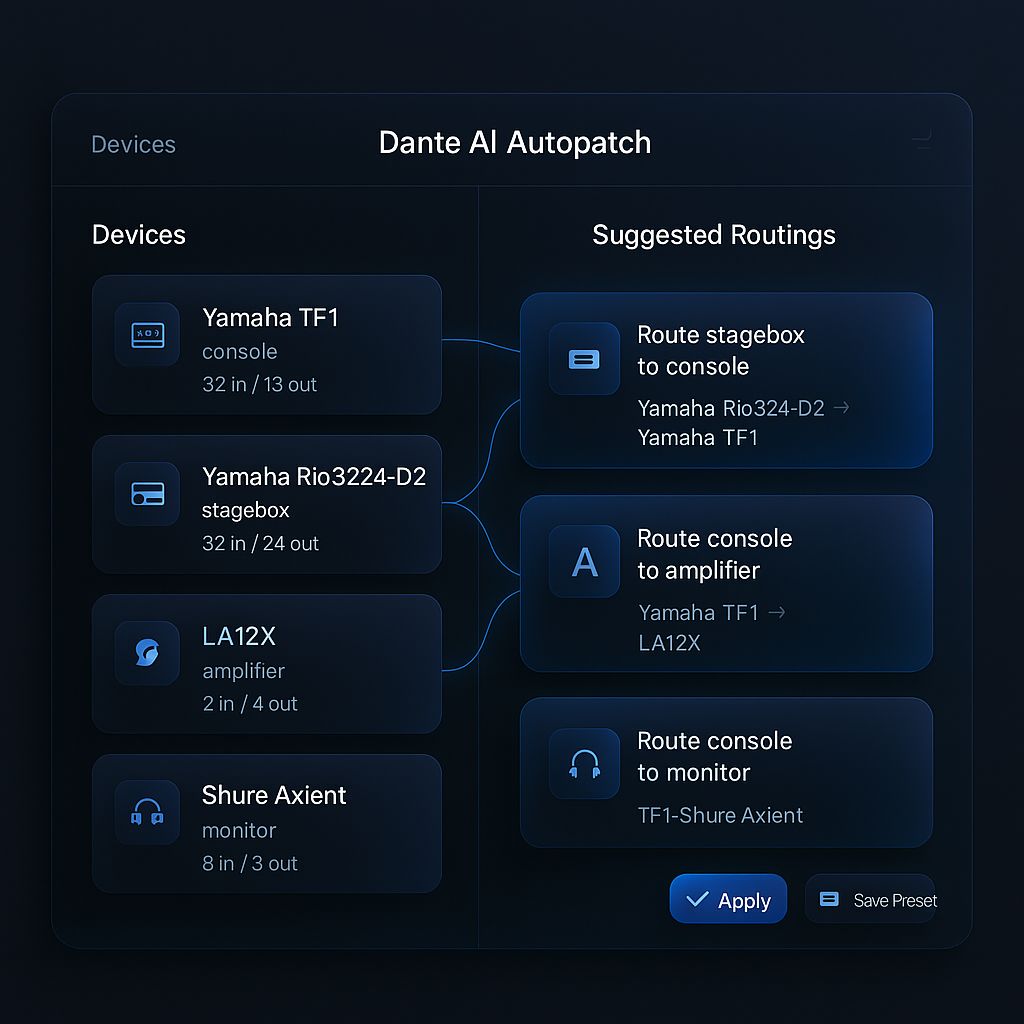 Devices
Dante AI Autopatch
Devices
Yamaha TF1
console
32 in / 13 out
Yamaha Rio3224-D2
stagebox
32 in / 24 out
LA12X
amplifier
2 in / 4 out
Shure Axient
monitor
8 in / 3 out
Suggested Routings
Route stagebox
to console
Yamaha Rio324-D2 →
Yamaha TF1
A
Route console
to amplifier
Yamaha TF1 →
LA12X
Route console
to monitor
TF1-Shure Axient
Apply
Save Preset